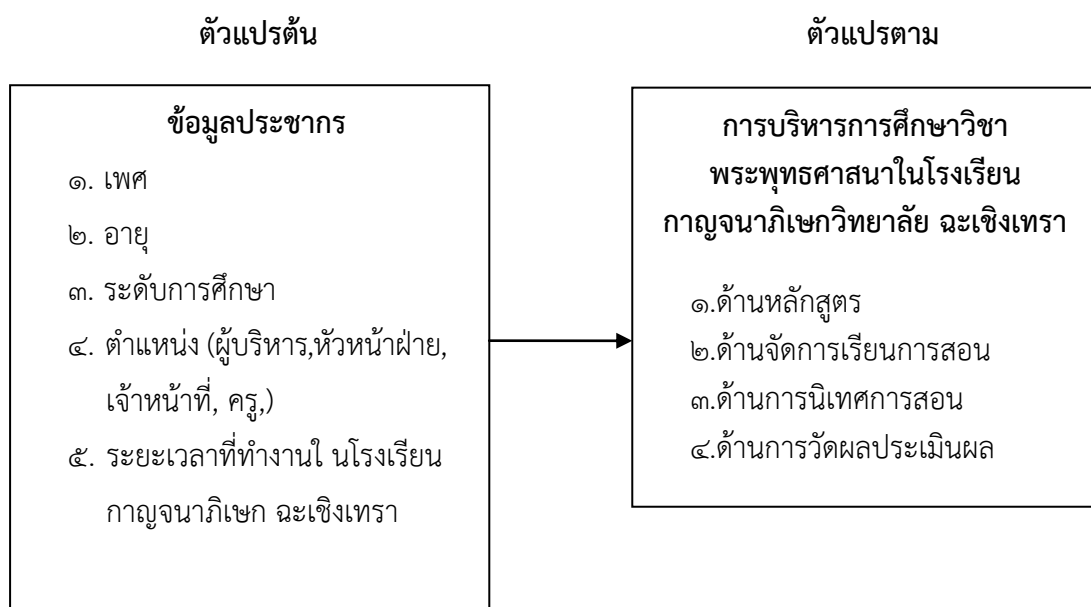 ตัวแปรต้น
ข้อมูลประชากร
๑. เพศ
๒. อายุ
๓. ระดับการศึกษา
๔. ตำแหน่ง (ผู้บริหาร,หัวหน้าฝ่าย,
เจ้าหน้าที่, ครู,)
๕. ระยะเวลาที่ทำงานใ นโรงเรียน
กาญจนาภิเษก ฉะเชิงเทรา
ตัวแปรตาม
การบริหารการศึกษาวิชา
พระพุทธศาสนาในโรงเรียน
กาญจนาภิเษกวิทยาลัย ฉะเชิงเทรา
๑.ด้านหลักสูตร
๒.ด้านจัดการเรียนการสอน
๓.ด้านการนิเทศการสอน
๔.ด้านการวัดผลประเมินผล